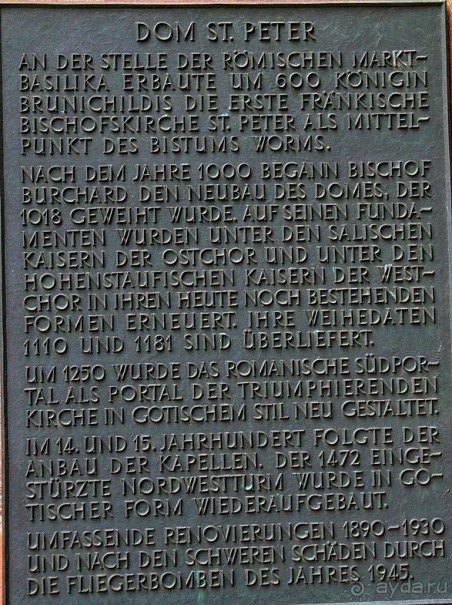 DOM ST. PETER
AN DER STELLE DER RÖMISCHEN MARKT-
BASILIKA ERBAUTE UM 600 KÖNIGIN
BRUNICHILDIS DIE ERSTE FRÄNKISCHE
BISCHOFSKIRCHE ST. PETER ALS MITTEL-
PUNKT DES BISTUMS WORMS.
NACH DEM JAHRE 1000 BEGANN BISCHOF
BURCHARD DEN NEUBAU DES DOMES, DER
1018 GEWEIHT WURDE. AUF SEINEN FUNDA-
MENTEN WURDEN UNTER DEN SALISCHEN
KAISERN DER OSTCHOR UND UNTER DEN
HOHENSTAUFISCHEN KAISERN DER WEST-
CHOR IN IHREN HEUTE NOCH BESTEHENDEN
FORMEN ERNEUERT. IHRE WEIHEDATEN
1110 UND 1181 SIND ÜBERLIEFERT.
UM 1250 WURDE DAS ROMANISCHE SÜDPOR-
TAL ALS PORTAL DER TRIUMPHIERENDEN
KIRCHE IN GOTISCHEM STIL NEU GESTALTET.
IM 14. UND 15. JAHRHUNDERT FOLGTE DER
ANBAU DER KAPELLEN. DER 1472 EINGE-
STÜRZTE NORDWESTTURM WURDE IN GO-
TISCHER FORM WIEDERAUFGEBAUT.
UMFASSENDE RENOVIERUNGEN 1890-1930
UND NACH DEN SCHWEREN SCHÄDEN DURCH
DIE FLIEGERBOMBEN DES JAHRES 1945.
ayda.ru